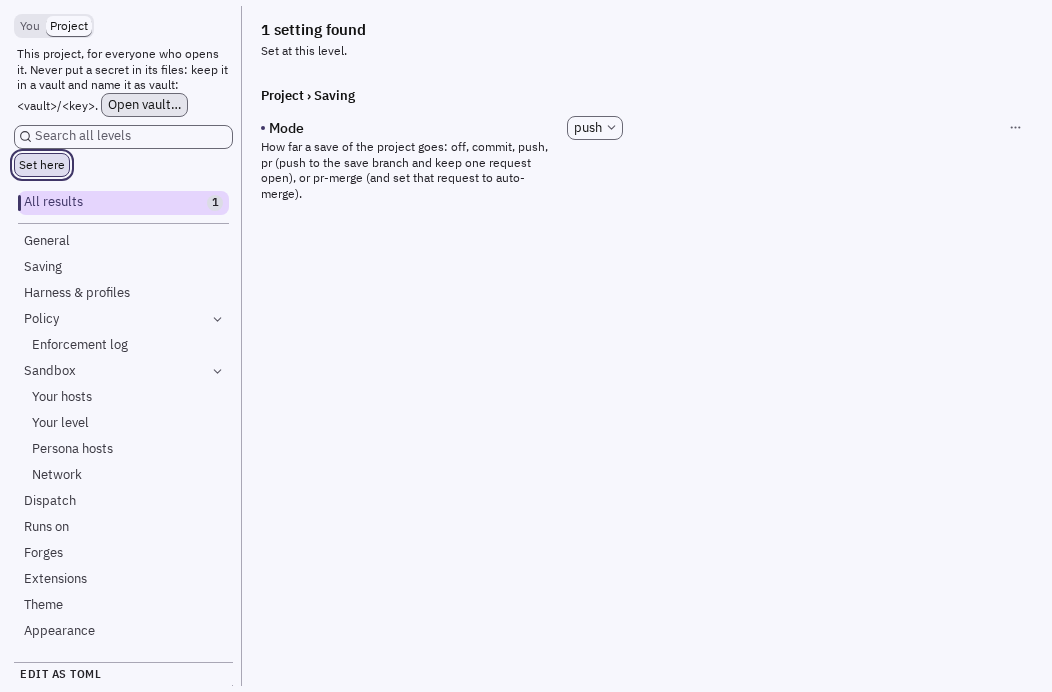 You Project
This project, for everyone who opens
it. Never put a secret in its files: keep it
in a vault and name it as vault:
<vault>/<key>. Open vault...
Search all levels
Set here
All results 1
General
Saving
Harness & profiles
Policy
Enforcement log
Sandbox
Your hosts
Your level
Persona hosts
Network
Dispatch
Runs on
Forges
Extensions
Theme
Appearance
EDIT AS TOML
1 setting found
Set at this level.
Project › Saving
Mode
push
How far a save of the project goes: off, commit, push,
pr (push to the save branch and keep one request
open), or pr-merge (and set that request to auto-
merge).